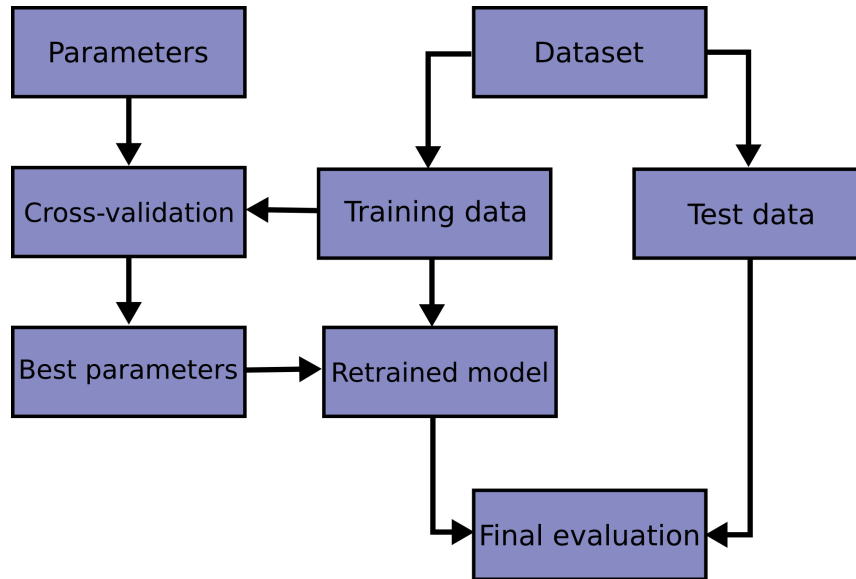 Parameters
Dataset
Cross-validation
Training data
Test data
Best parameters
Retrained model
Final evaluation